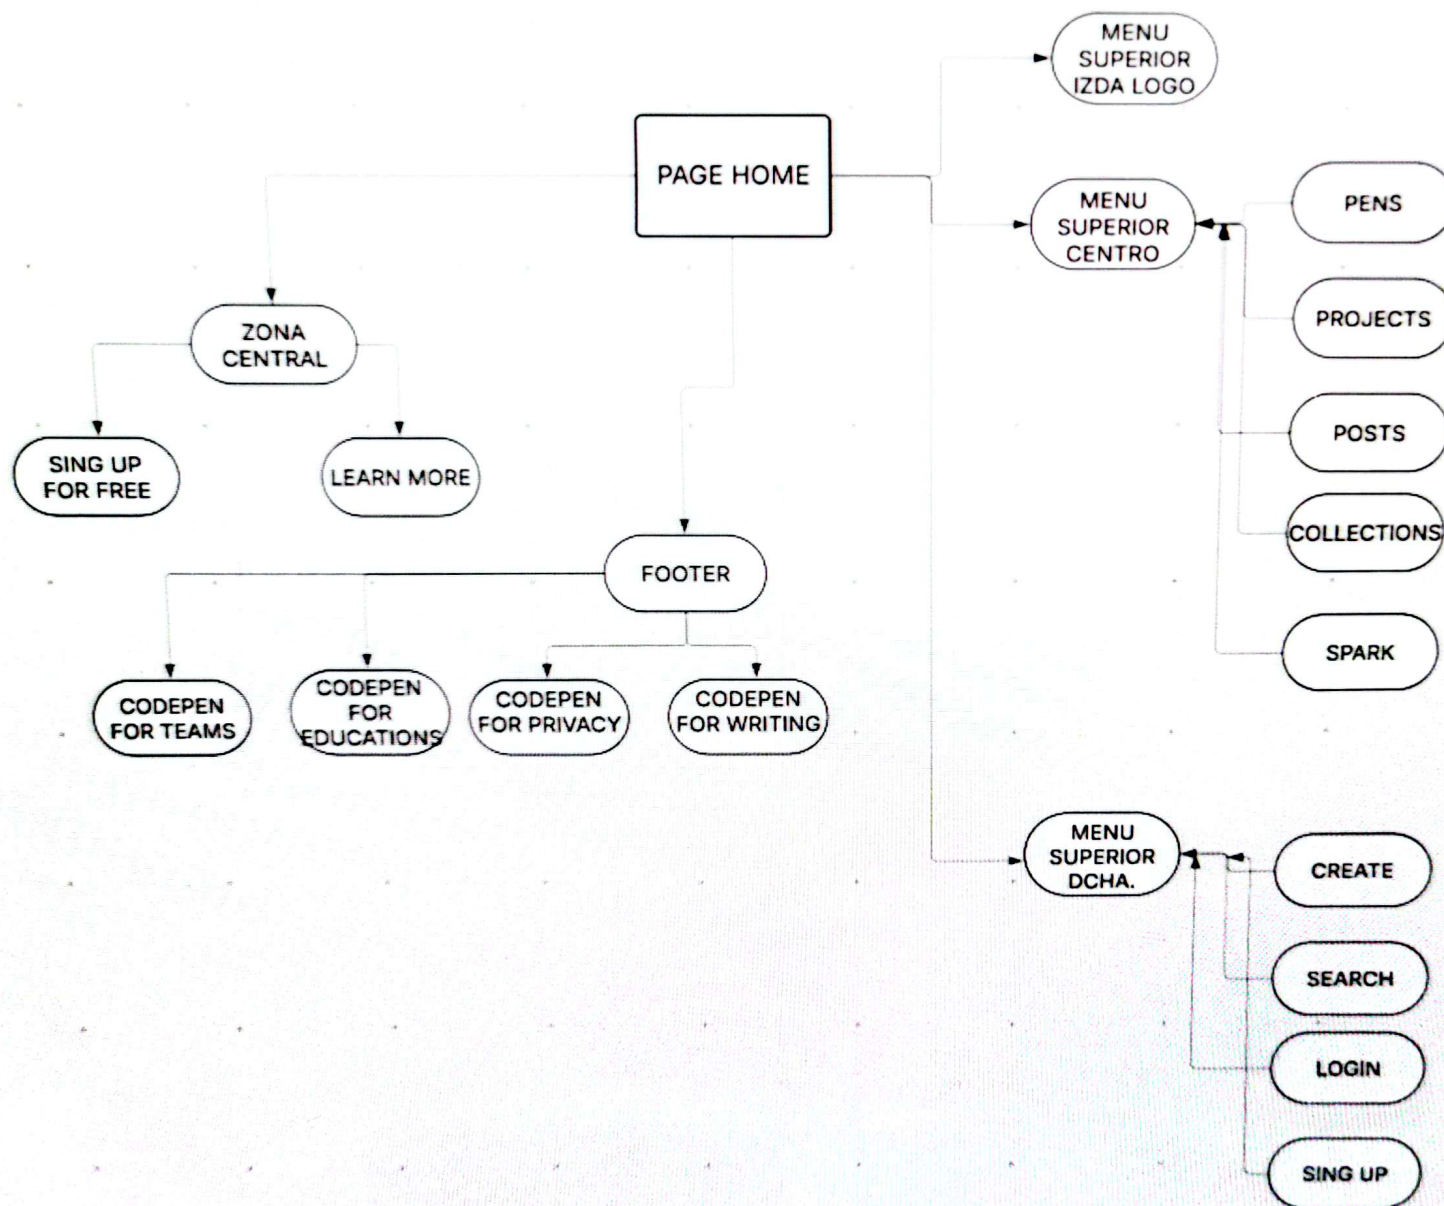 MENU
SUPERIOR
IZDA LOGO
PAGE HOME
MENU
SUPERIOR
CENTRO
PENS
PROJECTS
POSTS
COLLECTIONS
SPARK
ZONA
CENTRAL
SING UP
FOR FREE
LEARN MORE
FOOTER
CODEPEN
FOR TEAMS
CODEPEN
FOR
EDUCATIONS
CODEPEN
FOR PRIVACY
CODEPEN
FOR WRITING
MENU
SUPERIOR
DCHA.
CREATE
SEARCH
LOGIN
SING UP